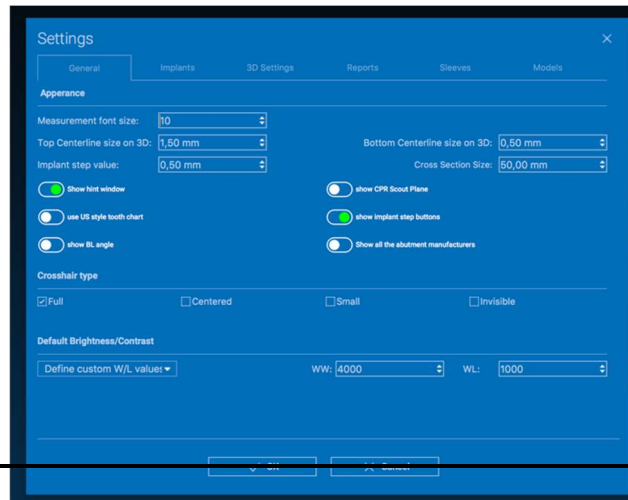 Settings
General Implants 3D Settings Reports Sleeves Models
Apperance
Measurement font size: 10
Top Centerline size on 3D: 1,50 mm Bottom Centerline size on 3D: 0,50 mm
Implant step value: 0,50 mm Cross Section Size: 50,00 mm
Show hint window show CPR Scout Plane
use US style tooth chart show implant step buttons
show BL angle Show all the abutment manufacturers
Crosshair type
Full Centered Small Invisible
Default Brightness/Contrast
Define custom W/L values WW: 4000 WL: 1000
OK Cancel